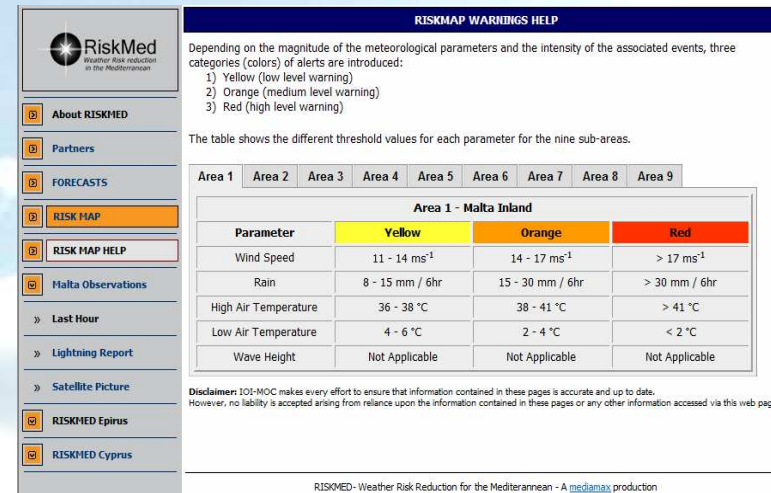 RiskMed
Weather Risk reduction
in the Mediterranean
About RISKMED
Partners
FORECASTS
RISK MAP
RISK MAP HELP
Malta Observations
» Last Hour
» Lightning Report
» Satellite Picture
RISKMED Epirus
RISKMED Cyprus
RISKMAP WARNINGS HELP
Depending on the magnitude of the meteorological parameters and the intensity of the associated events, three
categories (colors) of alerts are introduced:
1) Yellow (low level warning)
2) Orange (medium level warning)
3) Red (high level warning)
The table shows the different threshold values for each parameter for the nine sub-areas.
Area 1 Area 2 Area 3 Area 4 Area 5 Area 6 Area 7 Area 8 Area 9
Area 1 - Malta Inland
Parameter Yellow Orange Red
Wind Speed 11 - 14 ms⁻¹ 14 - 17 ms⁻¹ > 17 ms⁻¹
Rain 8 - 15 mm / 6hr 15 - 30 mm / 6hr > 30 mm / 6hr
High Air Temperature 36 - 38 °C 38 - 41 °C > 41 °C
Low Air Temperature 4 - 6 °C 2 - 4 °C < 2 °C
Wave Height Not Applicable Not Applicable Not Applicable
Disclaimer: IOI-MOC makes every effort to ensure that information contained in these pages is accurate and up to date.
However, no liability is accepted arising from reliance upon the information contained in these pages or any other information accessed via this web pag
RISKMED- Weather Risk Reduction for the Mediterannean - A mediamax production